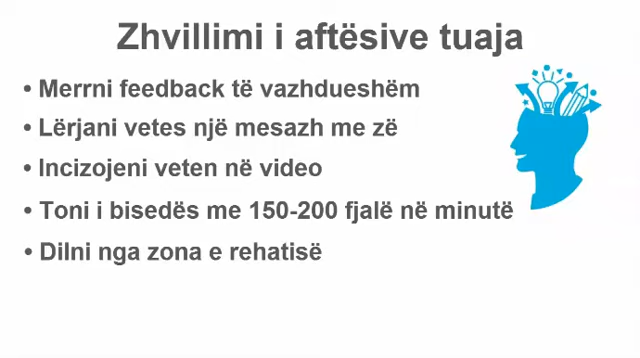 Zhvillimi i aftësive tuaja
• Merrni feedback të vazhdueshëm
• Lërjani vetes një mesazh me zë
• Incizojeni veten në video
• Toni i bisedës me 150-200 fjalë në minutë
• Dilni nga zona e rehatisë